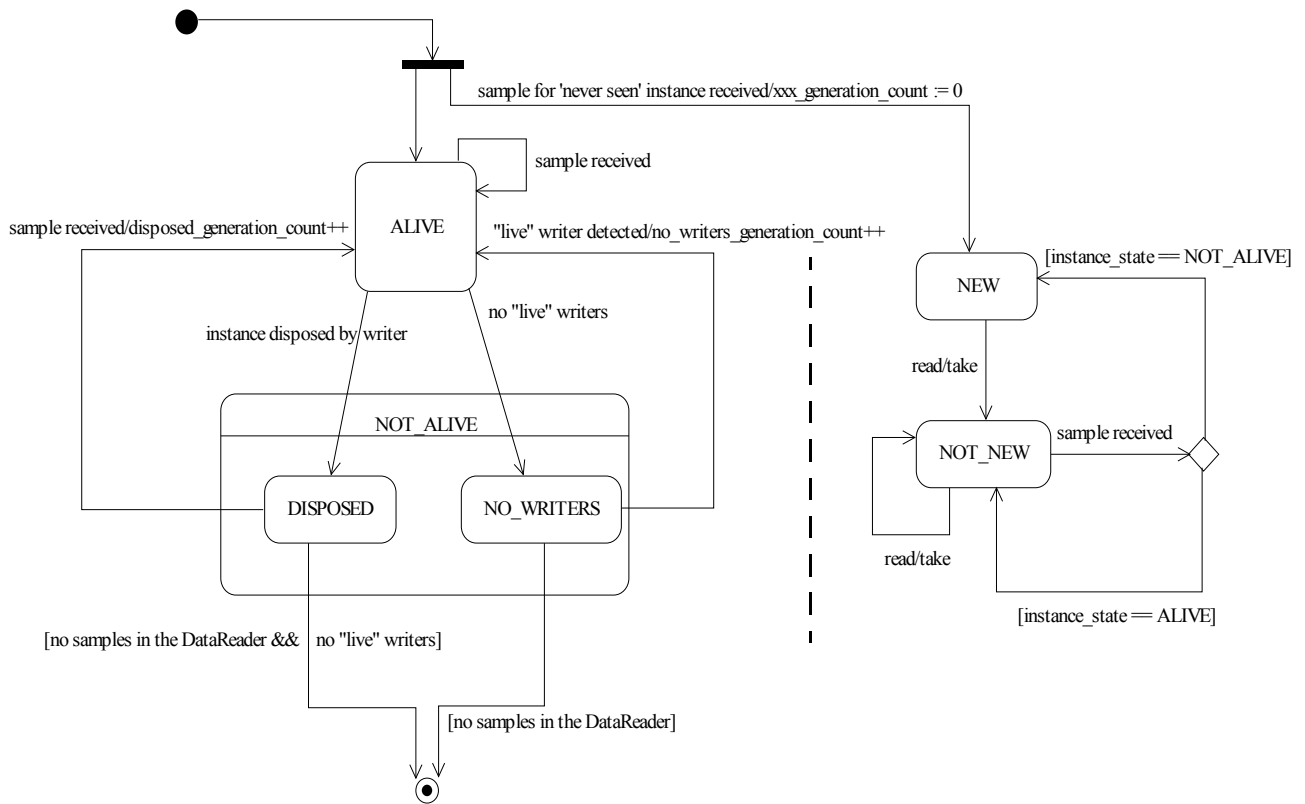 sample for 'never seen' instance received/xxx_generation_count := 0
sample received
ALIVE
sample received/disposed_generation_count++
"live" writer detected/no_writers_generation_count++
[instance_state == NOT_ALIVE]
NEW
no "live" writers
instance disposed by writer
read/take
NOT_ALIVE
sample received
NOT_NEW
DISPOSED
NO_WRITERS
read/take
[instance_state == ALIVE]
[no samples in the DataReader && no "live" writers]
[no samples in the DataReader]